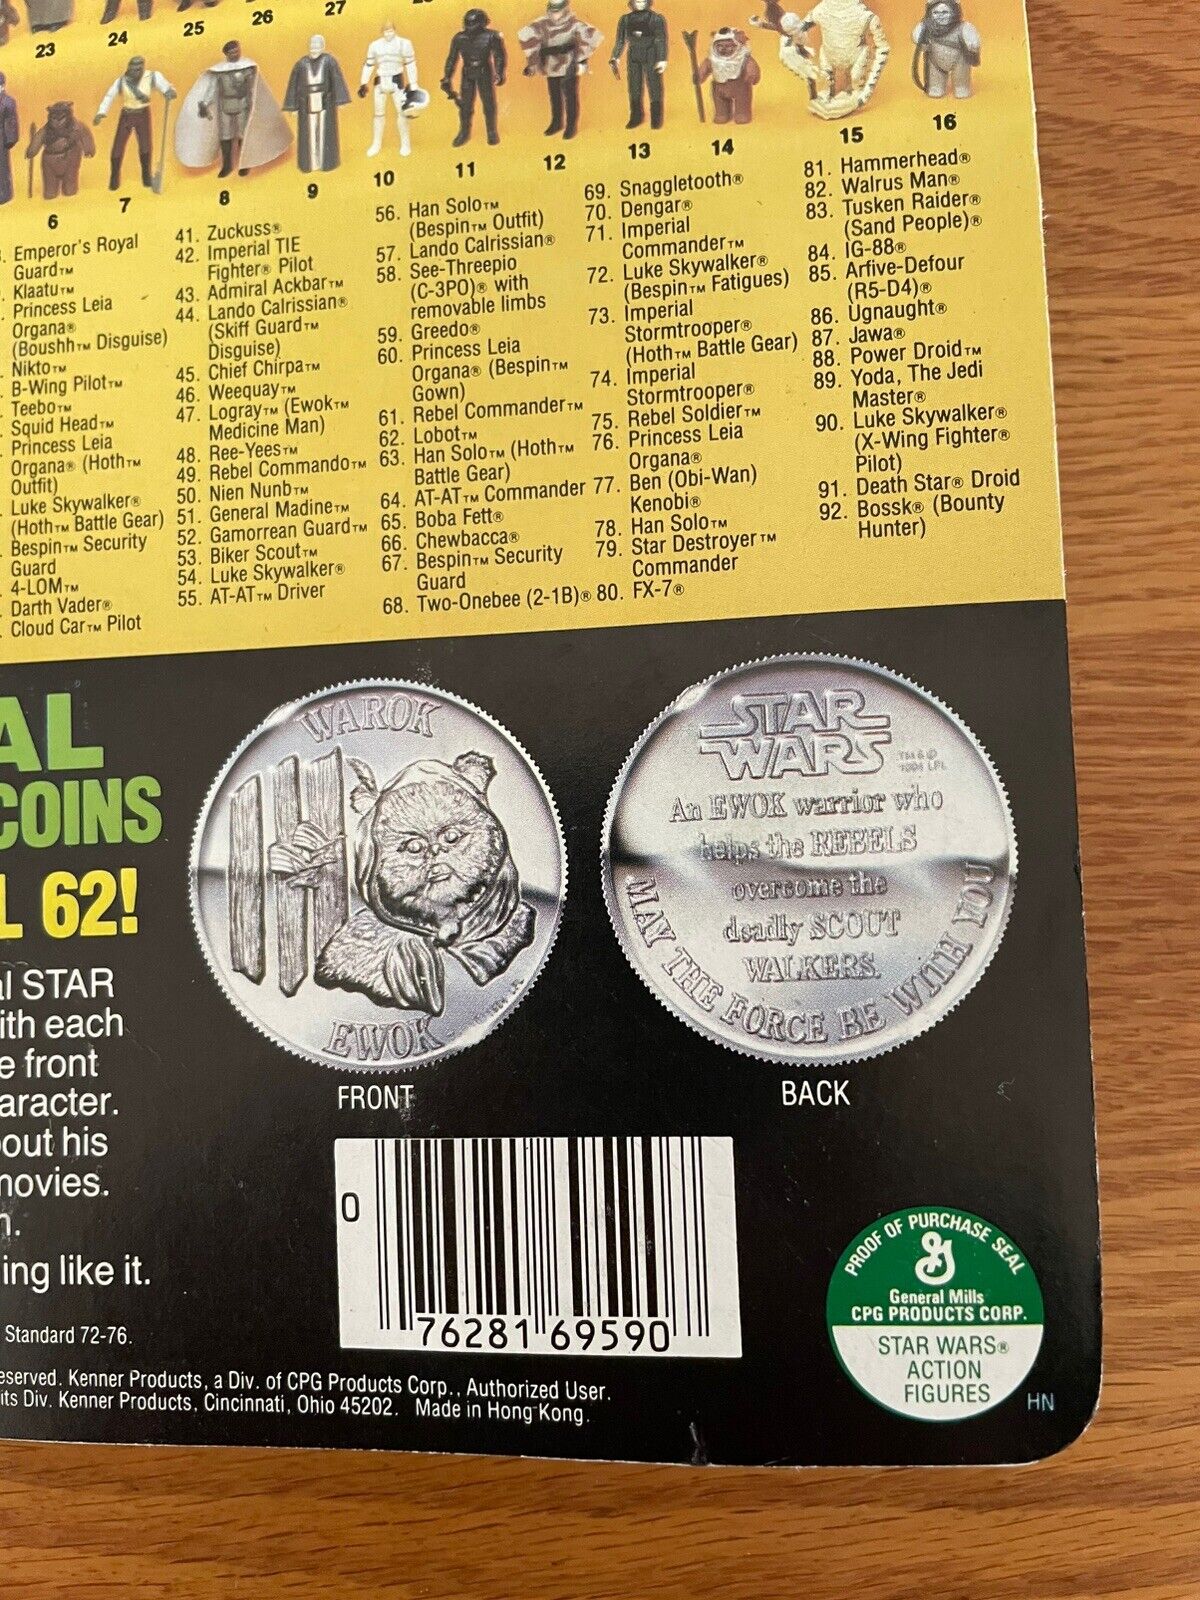 23
24
25
26
27
6
7
8
9
10
11
12
13
14
15
16
Emperor's Royal
Guard™
Klaatu™
Princess Leia
Organa®
(Boushh™ Disguise)
Nikto™
B-Wing Pilot™
Teebo™
Squid Head™
Princess Leia
Organa® (Hoth™
Outfit)
Luke Skywalker®
(Hoth™ Battle Gear)
Bespin™ Security
Guard
4-LOM™
Darth Vader®
Cloud Car™ Pilot
41. Zuckuss®
42. Imperial TIE
Fighter® Pilot
43. Admiral Ackbar™
44. Lando Calrissian®
(Skiff Guard™
Disguise)
45. Chief Chirpa™
46. Weequay™
47. Logray™ (Ewok™
Medicine Man)
48. Ree-Yees™
49. Rebel Commando™
50. Nien Nunb™
51. General Madine™
52. Gamorrean Guard™
53. Biker Scout™
54. Luke Skywalker®
55. AT-AT™ Driver
56. Han Solo™
(Bespin™ Outfit)
57. Lando Calrissian®
58. See-Threepio
(C-3PO)® with
removable limbs
59. Greedo®
60. Princess Leia
Organa® (Bespin™
Gown)
61. Rebel Commander™
62. Lobot™
63. Han Solo™ (Hoth™
Battle Gear)
64. AT-AT™ Commander
65. Boba Fett®
66. Chewbacca®
67. Bespin™ Security
Guard
68. Two-Onebee (2-1B)®
69. Snaggletooth®
70. Dengar®
71. Imperial
Commander™
72. Luke Skywalker®
(Bespin™ Fatigues)
73. Imperial
Stormtrooper®
(Hoth™ Battle Gear)
74. Imperial
Stormtrooper®
75. Rebel Soldier™
76. Princess Leia
Organa®
77. Ben (Obi-Wan)
Kenobi®
78. Han Solo™
79. Star Destroyer™
Commander
80. FX-7®
81. Hammerhead®
82. Walrus Man®
83. Tusken Raider®
(Sand People)®
84. IG-88®
85. Arfive-Defour
(R5-D4)®
86. Ugnaught®
87. Jawa®
88. Power Droid™
89. Yoda, The Jedi
Master®
90. Luke Skywalker®
(X-Wing Fighter®
Pilot)
91. Death Star® Droid
92. Bossk® (Bounty
Hunter)
AL
COINS
L 62!
al STAR
ith each
e front
aracter.
bout his
movies.
n.
ing like it.
Standard 72-76.
eserved. Kenner Products, a Div. of CPG Products Corp., Authorized User.
its Div. Kenner Products, Cincinnati, Ohio 45202. Made in Hong Kong.
WAROK
EWOK
FRONT
STAR
WARS
TM & ©
1984 LFL
An EWOK warrior who
helps the REBELS
overcome the
deadly SCOUT
WALKERS.
MAY THE FORCE BE WITH YOU
BACK
0
76281 69590
PROOF OF PURCHASE SEAL
G
General Mills
CPG PRODUCTS CORP.
STAR WARS®
ACTION
FIGURES
HN